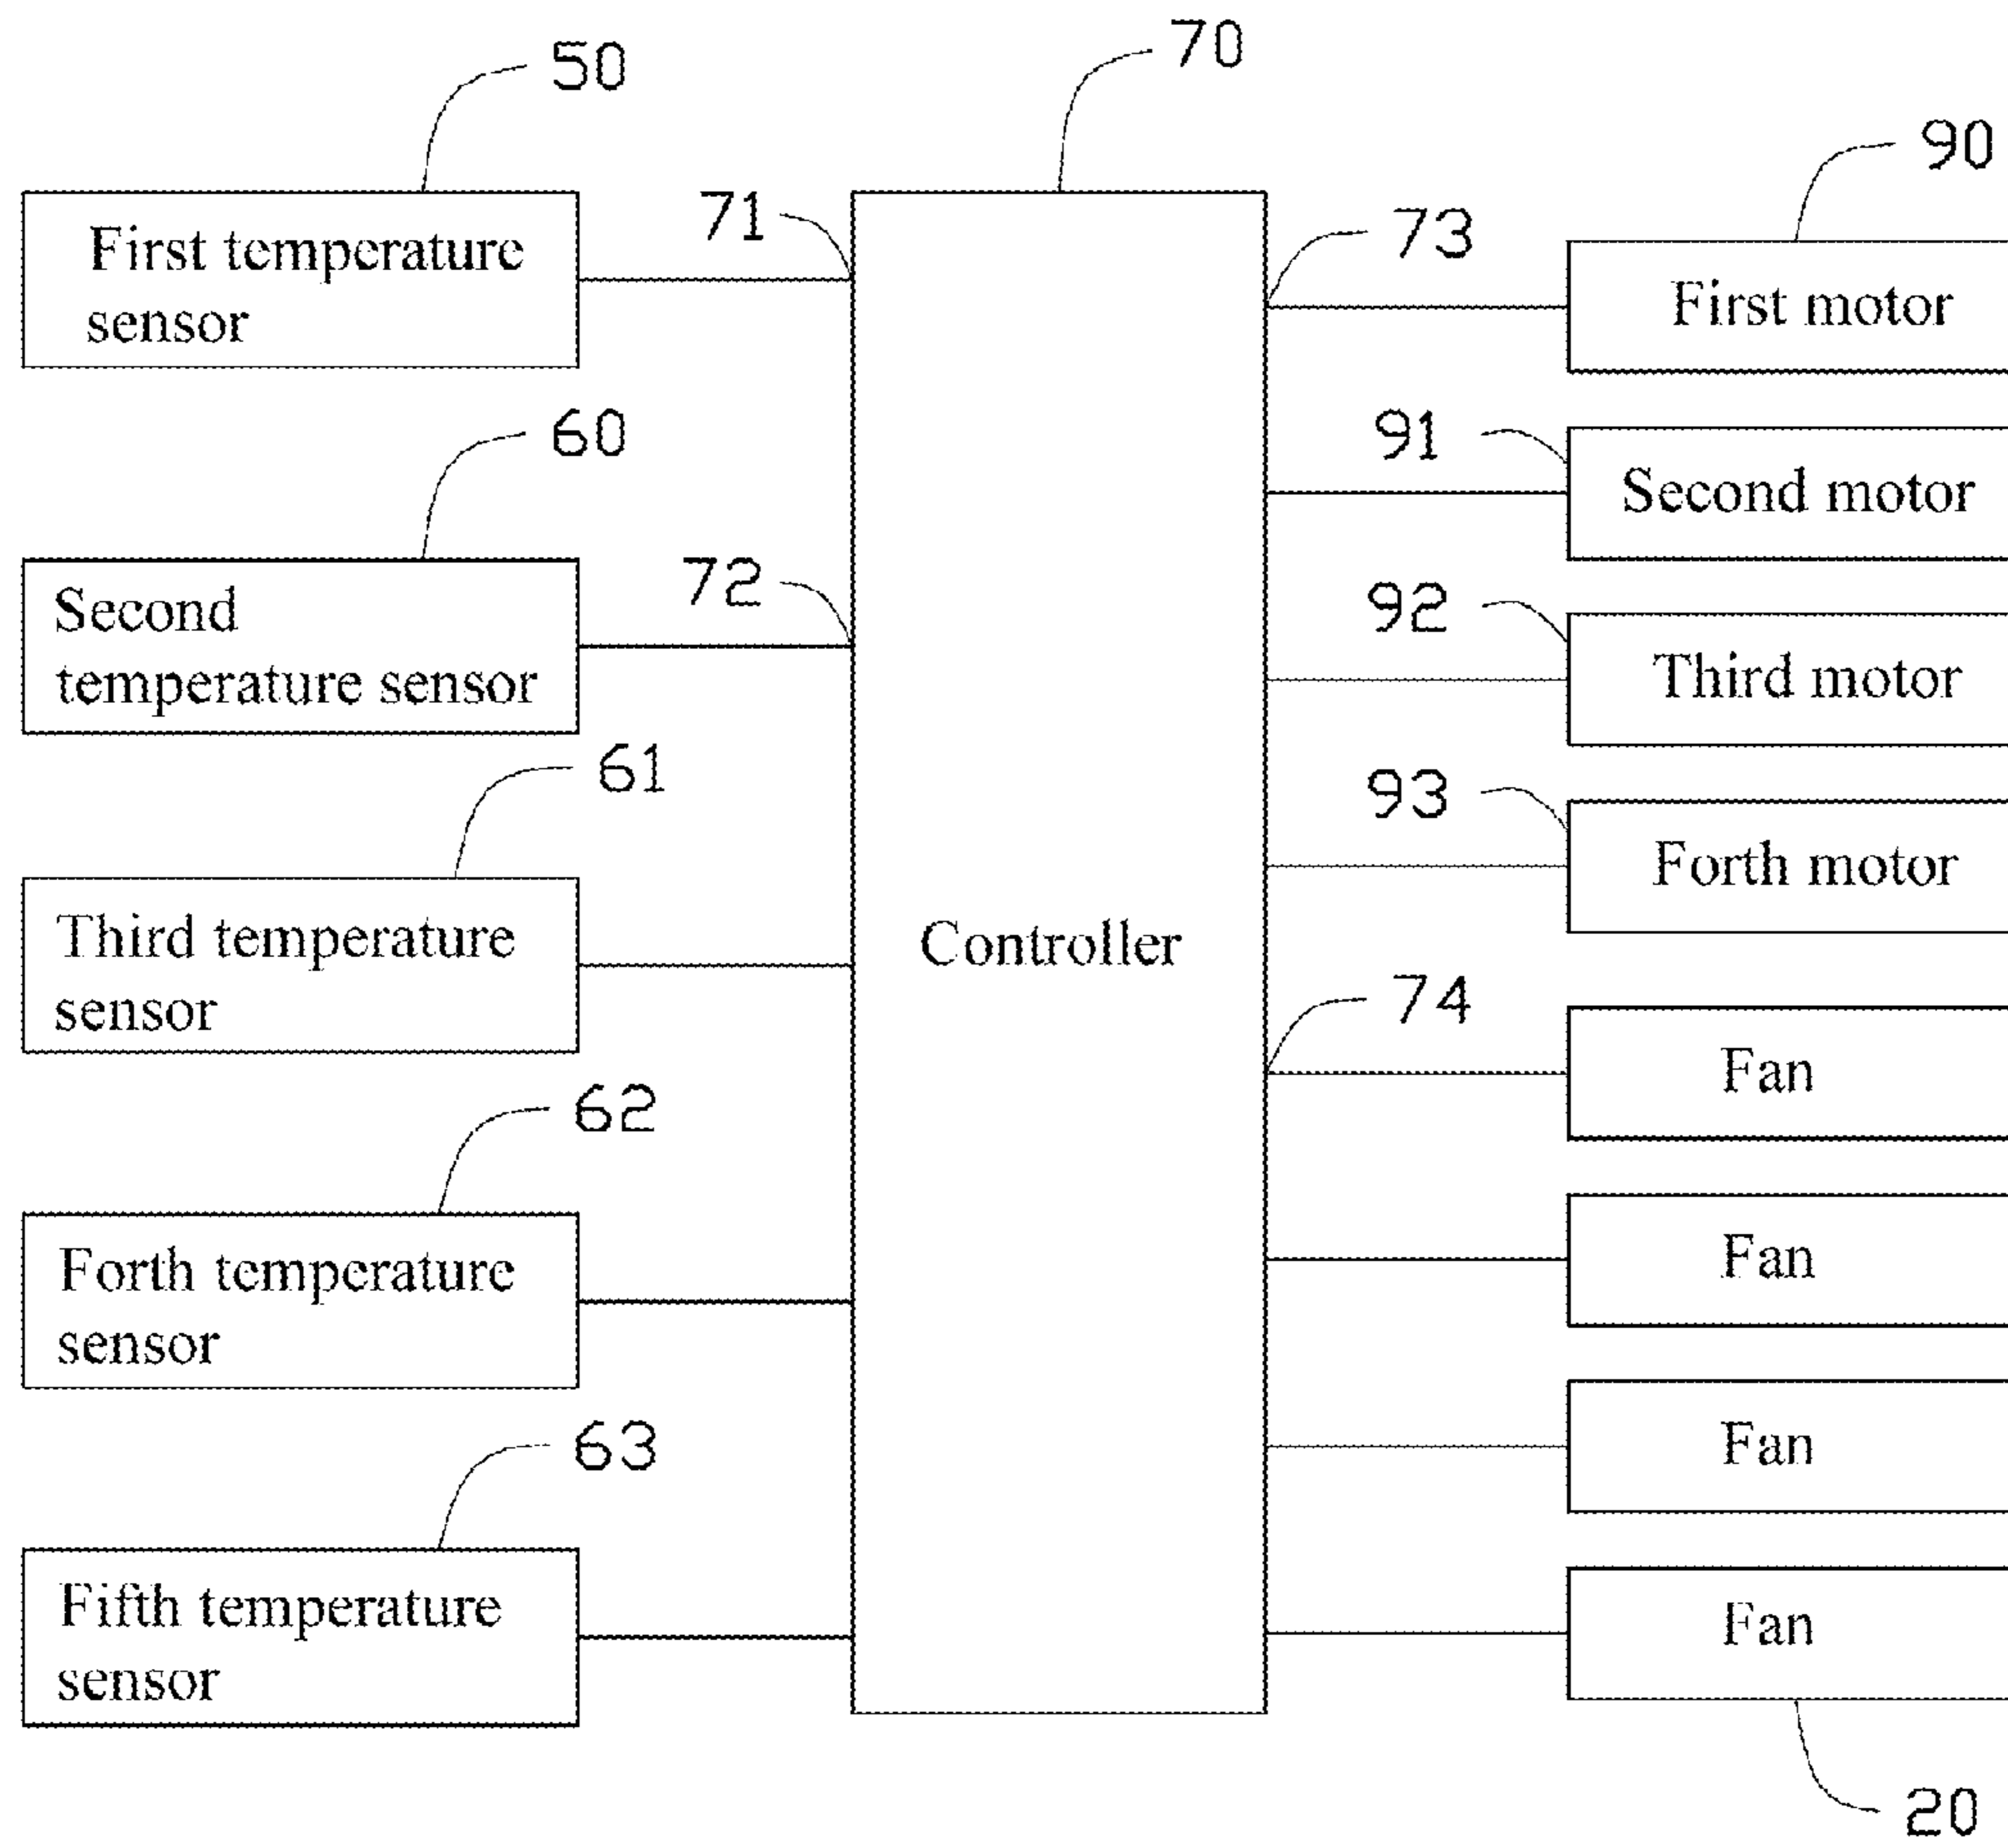 50
70
90
First temperature
sensor
71
73
First motor
60
91
Second motor
Second
temperature sensor
72
92
Third motor
61
93
Forth motor
Third temperature
sensor
Controller
74
Fan
62
Forth temperature
sensor
Fan
63
Fan
Fifth temperature
sensor
Fan
20